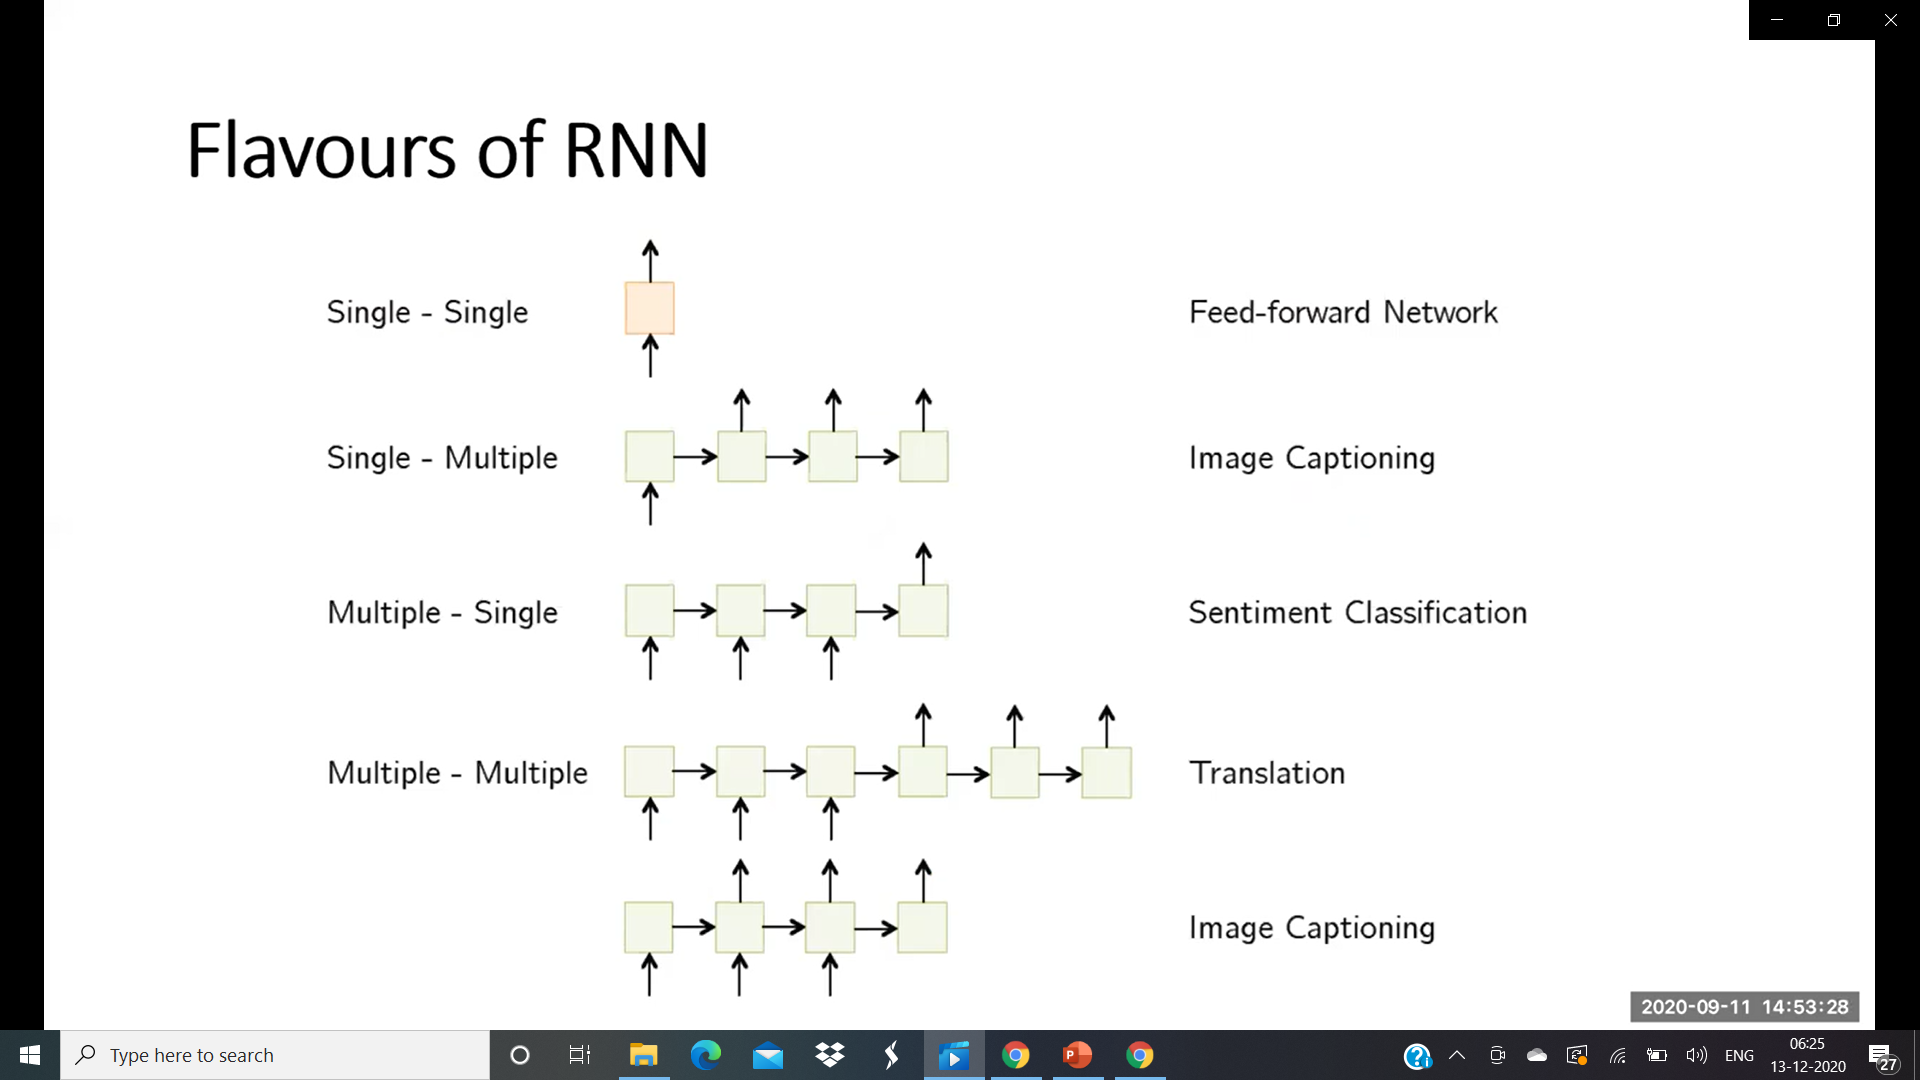 Flavours of RNN
Single - Single
Feed-forward Network
Single - Multiple
Image Captioning
Multiple - Single
Sentiment Classification
Multiple - Multiple
Translation
Image Captioning
2020-09-11 14:53:28
Type here to search
ENG
06:25
13-12-2020
27